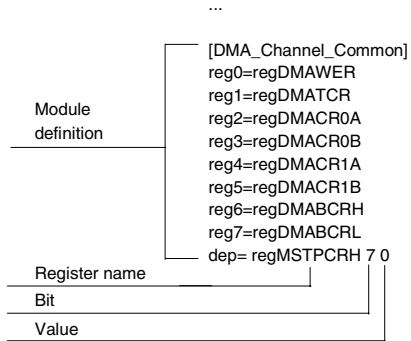 ...
[DMA_Channel_Common]
reg0=regDMAWER
reg1=regDMATCR
reg2=regDMACR0A
reg3=regDMACR0B
reg4=regDMACR1A
reg5=regDMACR1B
reg6=regDMABCRH
reg7=regDMABCRL
dep= regMSTPCRH 7 0
Module
definition
Register name
Bit
Value